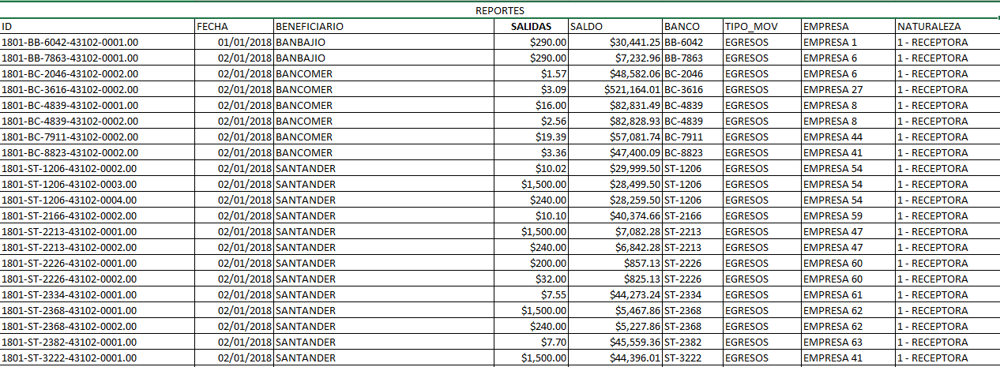 REPORTES
ID FECHA BENEFICIARIO SALIDAS SALDO BANCO TIPO_MOV EMPRESA NATURALEZA
1801-BB-6042-43102-0001.00 01/01/2018 BANBAJIO $290.00 $30,441.25 BB-6042 EGRESOS EMPRESA 1 1 - RECEPTORA
1801-BB-7863-43102-0001.00 02/01/2018 BANBAJIO $290.00 $7,232.96 BB-7863 EGRESOS EMPRESA 6 1 - RECEPTORA
1801-BC-2046-43102-0002.00 02/01/2018 BANCOMER $1.57 $48,582.06 BC-2046 EGRESOS EMPRESA 6 1 - RECEPTORA
1801-BC-3616-43102-0002.00 02/01/2018 BANCOMER $3.09 $521,164.01 BC-3616 EGRESOS EMPRESA 27 1 - RECEPTORA
1801-BC-4839-43102-0001.00 02/01/2018 BANCOMER $16.00 $82,831.49 BC-4839 EGRESOS EMPRESA 8 1 - RECEPTORA
1801-BC-4839-43102-0002.00 02/01/2018 BANCOMER $2.56 $82,828.93 BC-4839 EGRESOS EMPRESA 8 1 - RECEPTORA
1801-BC-7911-43102-0002.00 02/01/2018 BANCOMER $19.39 $57,081.74 BC-7911 EGRESOS EMPRESA 44 1 - RECEPTORA
1801-BC-8823-43102-0002.00 02/01/2018 BANCOMER $3.36 $47,400.09 BC-8823 EGRESOS EMPRESA 41 1 - RECEPTORA
1801-ST-1206-43102-0002.00 02/01/2018 SANTANDER $10.02 $29,999.50 ST-1206 EGRESOS EMPRESA 54 1 - RECEPTORA
1801-ST-1206-43102-0003.00 02/01/2018 SANTANDER $1,500.00 $28,499.50 ST-1206 EGRESOS EMPRESA 54 1 - RECEPTORA
1801-ST-1206-43102-0004.00 02/01/2018 SANTANDER $240.00 $28,259.50 ST-1206 EGRESOS EMPRESA 54 1 - RECEPTORA
1801-ST-2166-43102-0002.00 02/01/2018 SANTANDER $10.10 $40,374.66 ST-2166 EGRESOS EMPRESA 59 1 - RECEPTORA
1801-ST-2213-43102-0001.00 02/01/2018 SANTANDER $1,500.00 $7,082.28 ST-2213 EGRESOS EMPRESA 47 1 - RECEPTORA
1801-ST-2213-43102-0002.00 02/01/2018 SANTANDER $240.00 $6,842.28 ST-2213 EGRESOS EMPRESA 47 1 - RECEPTORA
1801-ST-2226-43102-0001.00 02/01/2018 SANTANDER $200.00 $857.13 ST-2226 EGRESOS EMPRESA 60 1 - RECEPTORA
1801-ST-2226-43102-0002.00 02/01/2018 SANTANDER $32.00 $825.13 ST-2226 EGRESOS EMPRESA 60 1 - RECEPTORA
1801-ST-2334-43102-0001.00 02/01/2018 SANTANDER $7.55 $44,273.24 ST-2334 EGRESOS EMPRESA 61 1 - RECEPTORA
1801-ST-2368-43102-0001.00 02/01/2018 SANTANDER $1,500.00 $5,467.86 ST-2368 EGRESOS EMPRESA 62 1 - RECEPTORA
1801-ST-2368-43102-0002.00 02/01/2018 SANTANDER $240.00 $5,227.86 ST-2368 EGRESOS EMPRESA 62 1 - RECEPTORA
1801-ST-2382-43102-0001.00 02/01/2018 SANTANDER $7.70 $45,559.36 ST-2382 EGRESOS EMPRESA 63 1 - RECEPTORA
1801-ST-3222-43102-0001.00 02/01/2018 SANTANDER $1,500.00 $44,396.01 ST-3222 EGRESOS EMPRESA 41 1 - RECEPTORA